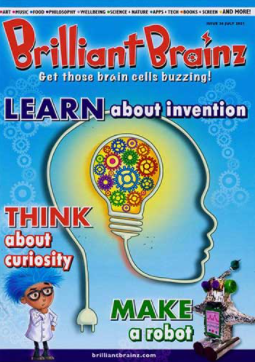 ART MUSIC FOOD PHILOSOPHY WELLBEING SCIENCE NATURE APPS TECH BOOKS SCREEN AND MORE!
Brilliant Brainz
Get those brain cells buzzing!
LEARN about invention
THINK
about
curiosity
MAKE
a robot
brilliantbrainz.com